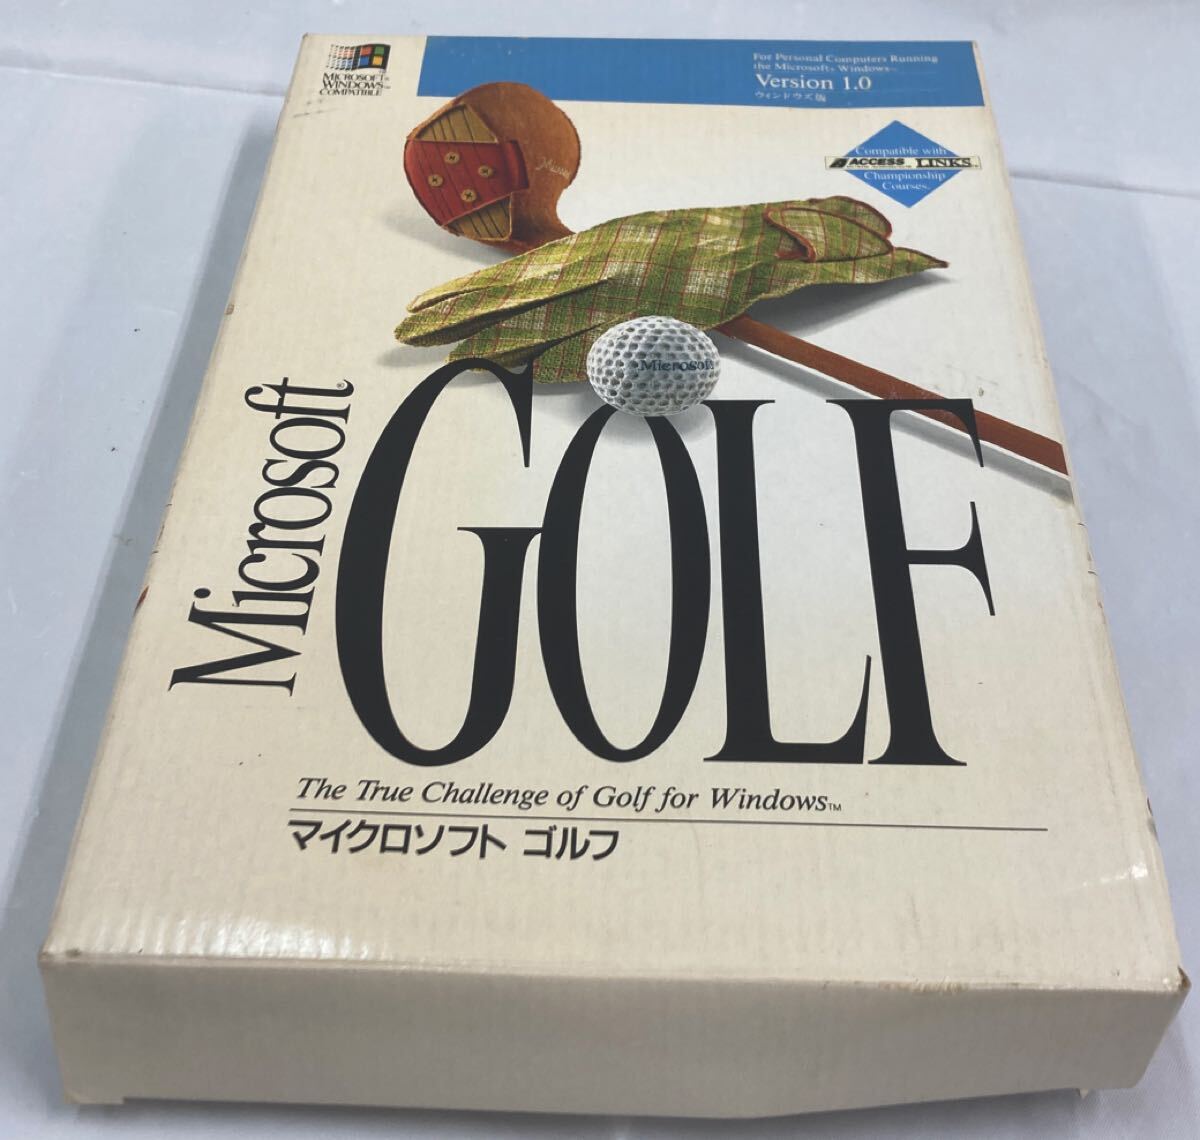 MICROSOFT®
WINDOWS™
COMPATIBLE
For Personal Computers Running
the Microsoft® Windows™
Version 1.0
ウィンドウズ版
Compatible with
ACCESS LINKS
Championship
Courses.
Microsoft
Microsoft®
GOLF
The True Challenge of Golf for Windows™
マイクロソフト ゴルフ